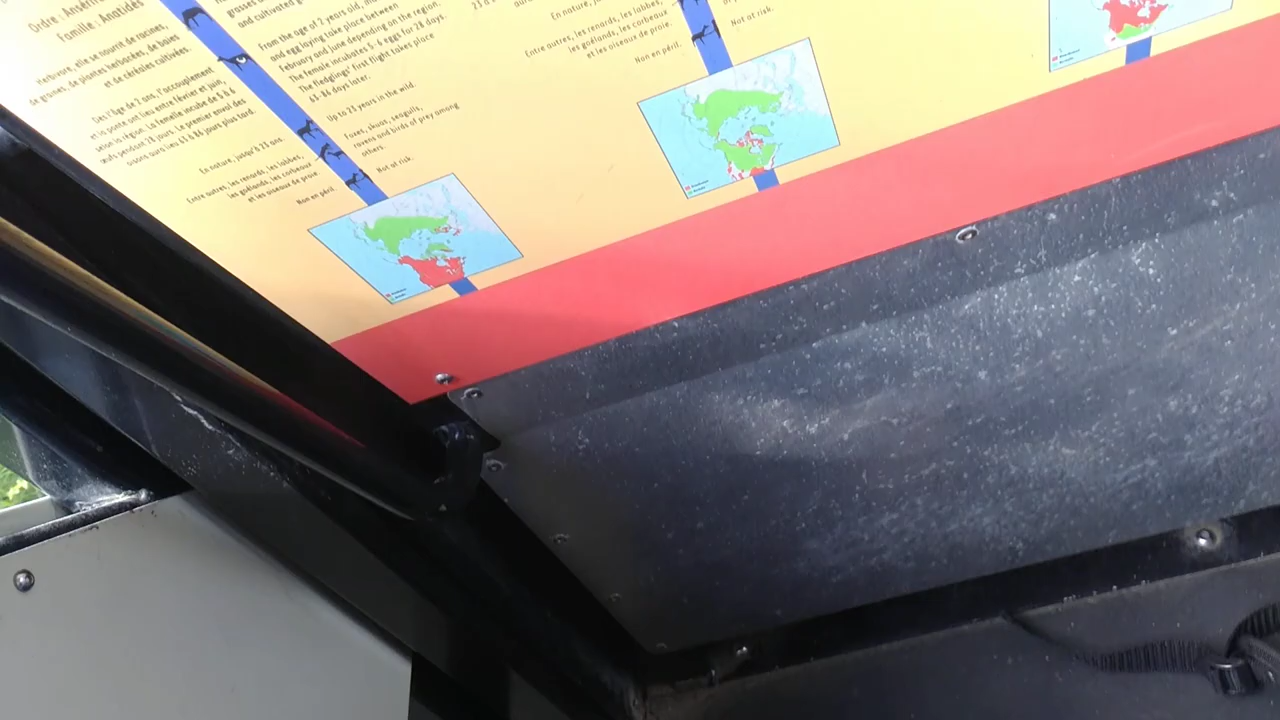 Ordre : Ansérif
Famille : Anatidés
Herbivore, elle se nourrit de racines,
de graines, de plantes herbacées, de baies
et de céréales cultivées.
Dès l'âge de 2 ans, l'accouplement
et la ponte ont lieu entre février et juin,
selon la région. La femelle incube de 5 à 6
œufs pendant 28 jours. Le premier envol des
oisons aura lieu 63 à 86 jours plus tard.
En nature, jusqu'à 23 ans.
Entre autres, les renards, les labbes,
les goélands, les corbeaux
et les oiseaux de proie.
Non en péril.
and cultivated
From the age of 2 years old,
and egg laying take place between
February and June depending on the region.
The female incubates 5-6 eggs for 28 days.
The fledglings' first flight takes place
63-86 days later.
Up to 23 years in the wild.
Foxes, skuas, seagulls,
ravens and birds of prey among
others.
Not at risk.
En nature,
Entre autres, les renards, les labbes,
les goélands, les corbeaux
et les oiseaux de proie.
Non en péril.
Not at risk.